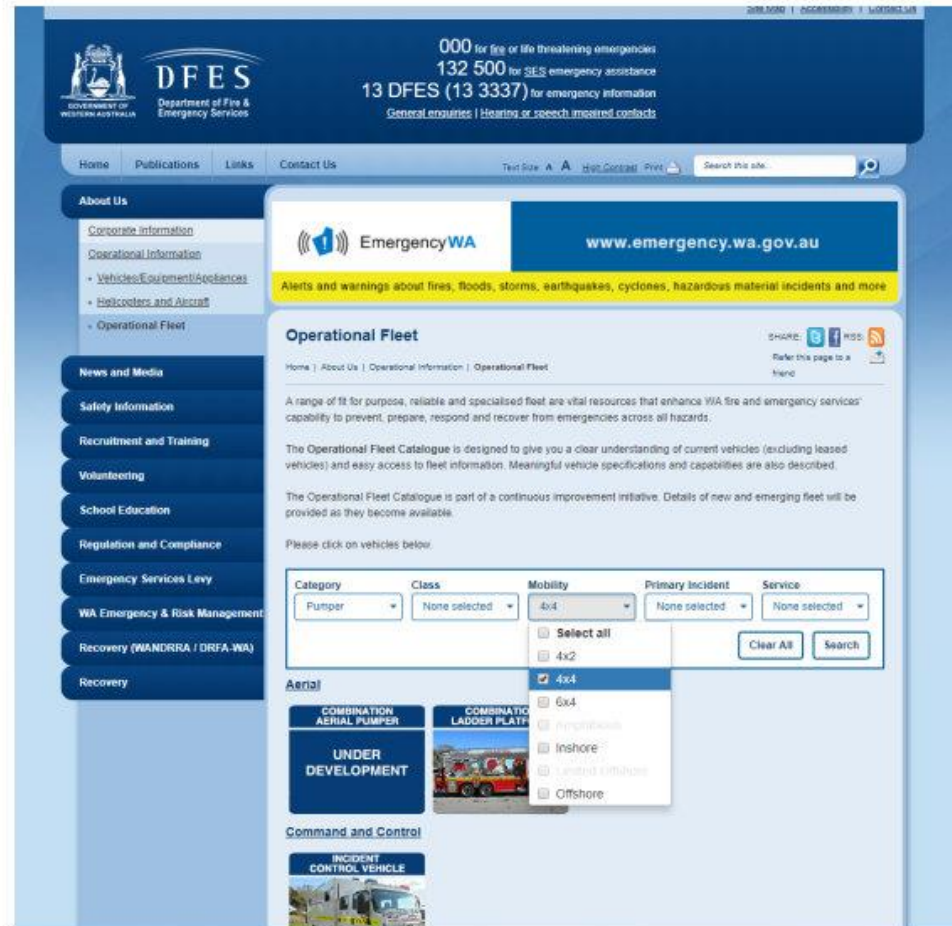 Site Map | Accessibility | Contact Us
GOVERNMENT OF
WESTERN AUSTRALIA
DFES
Department of Fire &
Emergency Services
000 for fire or life threatening emergencies
132 500 for SES emergency assistance
13 DFES (13 3337) for emergency information
General enquiries | Hearing or speech impaired contacts
Home Publications Links Contact Us
Text Size A A High Contrast Print
Search this site...
About Us
Corporate Information
Operational Information
Vehicles/Equipment/Appliances
Helicopters and Aircraft
Operational Fleet
News and Media
Safety Information
Recruitment and Training
Volunteering
School Education
Regulation and Compliance
Emergency Services Levy
WA Emergency & Risk Management
Recovery (WANDRRA / DRFA-WA)
Recovery
EmergencyWA
www.emergency.wa.gov.au
Alerts and warnings about fires, floods, storms, earthquakes, cyclones, hazardous material incidents and more
Operational Fleet
SHARE: RSS:
Refer this page to a
friend
Home | About Us | Operational Information | Operational Fleet
A range of fit for purpose, reliable and specialised fleet are vital resources that enhance WA fire and emergency services'
capability to prevent, prepare, respond and recover from emergencies across all hazards.
The Operational Fleet Catalogue is designed to give you a clear understanding of current vehicles (excluding leased
vehicles) and easy access to fleet information. Meaningful vehicle specifications and capabilities are also described.
The Operational Fleet Catalogue is part of a continuous improvement initiative. Details of new and emerging fleet will be
provided as they become available.
Please click on vehicles below.
Category Class Mobility Primary Incident Service
Pumper None selected 4x4 None selected None selected
Select all
4x2
4x4
6x4
Amphibious
Inshore
Limited Offshore
Offshore
Clear All Search
Aerial
COMBINATION
AERIAL PUMPER
UNDER
DEVELOPMENT
COMBINATIO
LADDER PLATF
Command and Control
INCIDENT
CONTROL VEHICLE